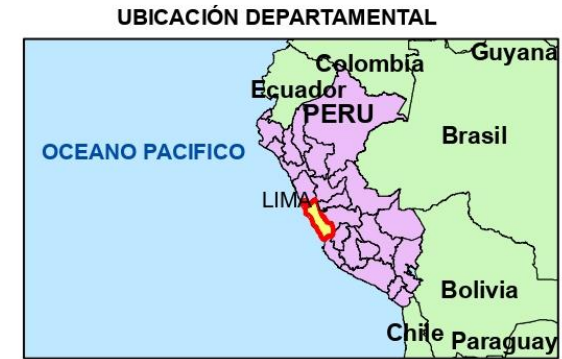 UBICACIÓN DEPARTAMENTAL
Guyana
Colombia
Ecuador
PERU
Brasil
OCEANO PACIFICO
LIMA
Bolivia
Chile
Paraguay